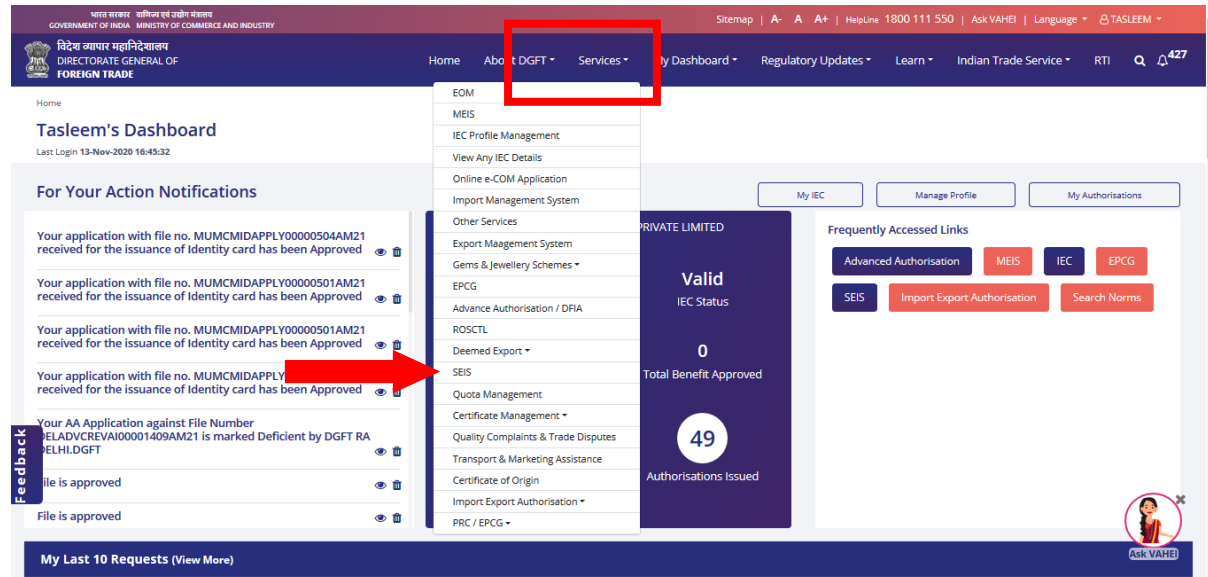 भारत सरकार वाणिज्य एवं उद्योग मंत्रालय
GOVERNMENT OF INDIA MINISTRY OF COMMERCE AND INDUSTRY
Sitemap | A- A A+ | HelpLine 1800 111 550 | Ask VAHEI | Language TASLEEM
विदेश व्यापार महानिदेशालय
DIRECTORATE GENERAL OF
FOREIGN TRADE
Home About DGFT Services My Dashboard Regulatory Updates Learn Indian Trade Service RTI 427
Home
Tasleem's Dashboard
Last Login 13-Nov-2020 16:45:32
EOM
MEIS
IEC Profile Management
View Any IEC Details
Online e-COM Application
Import Management System
Other Services
Export Maagement System
Gems & Jewellery Schemes
EPCG
Advance Authorisation / DFIA
ROSCTL
Deemed Export
SEIS
Quota Management
Certificate Management
Quality Complaints & Trade Disputes
Transport & Marketing Assistance
Certificate of Origin
Import Export Authorisation
PRC / EPCG
For Your Action Notifications
My IEC
Manage Profile
My Authorisations
Your application with file no. MUMCMIDAPPLY00000504AM21
received for the issuance of Identity card has been Approved
Your application with file no. MUMCMIDAPPLY00000501AM21
received for the issuance of Identity card has been Approved
Your application with file no. MUMCMIDAPPLY00000501AM21
received for the issuance of Identity card has been Approved
Your application with file no. MUMCMIDAPPLY
received for the issuance of Identity card has been Approved
Your AA Application against File Number
DELADVCREVAI00001409AM21 is marked Deficient by DGFT RA
DELHI.DGFT
File is approved
File is approved
PRIVATE LIMITED
Valid
IEC Status
0
Total Benefit Approved
49
Authorisations Issued
Frequently Accessed Links
Advanced Authorisation MEIS IEC EPCG
SEIS Import Export Authorisation Search Norms
Feedback
Ask VAHEI
My Last 10 Requests (View More)